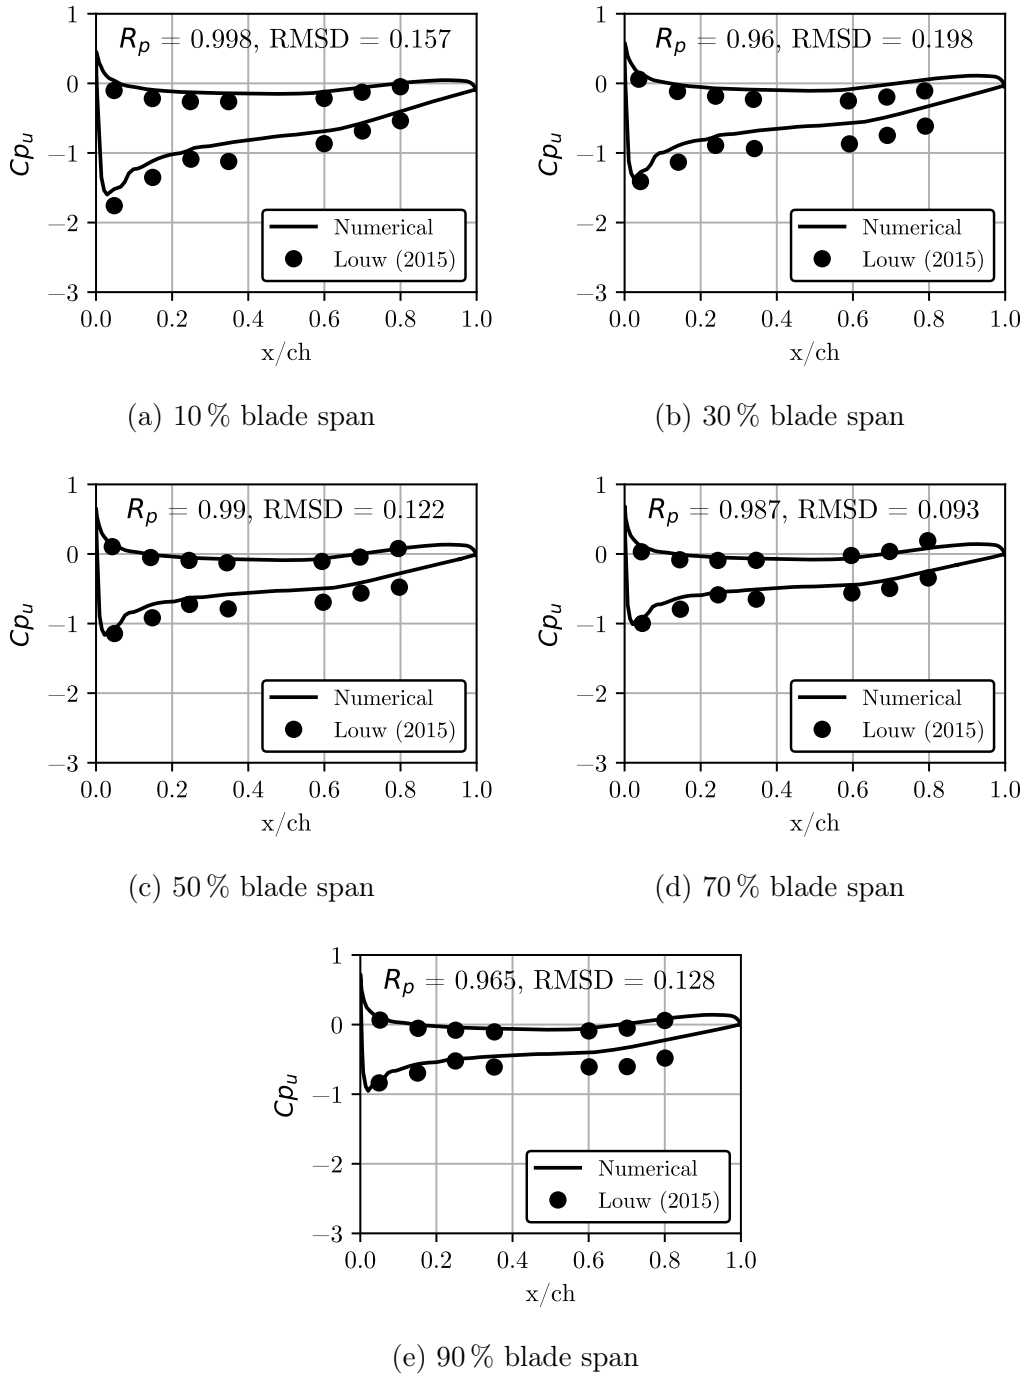 1
R_p = 0.998, RMSD = 0.157
0
−1
−2
−3
Cp_u
Numerical
Louw (2015)
0.0 0.2 0.4 0.6 0.8 1.0
x/ch
(a) 10 % blade span
1
R_p = 0.96, RMSD = 0.198
0
−1
−2
−3
Cp_u
Numerical
Louw (2015)
0.0 0.2 0.4 0.6 0.8 1.0
x/ch
(b) 30 % blade span
1
R_p = 0.99, RMSD = 0.122
0
−1
−2
−3
Cp_u
Numerical
Louw (2015)
0.0 0.2 0.4 0.6 0.8 1.0
x/ch
(c) 50 % blade span
1
R_p = 0.987, RMSD = 0.093
0
−1
−2
−3
Cp_u
Numerical
Louw (2015)
0.0 0.2 0.4 0.6 0.8 1.0
x/ch
(d) 70 % blade span
1
R_p = 0.965, RMSD = 0.128
0
−1
−2
−3
Cp_u
Numerical
Louw (2015)
0.0 0.2 0.4 0.6 0.8 1.0
x/ch
(e) 90 % blade span